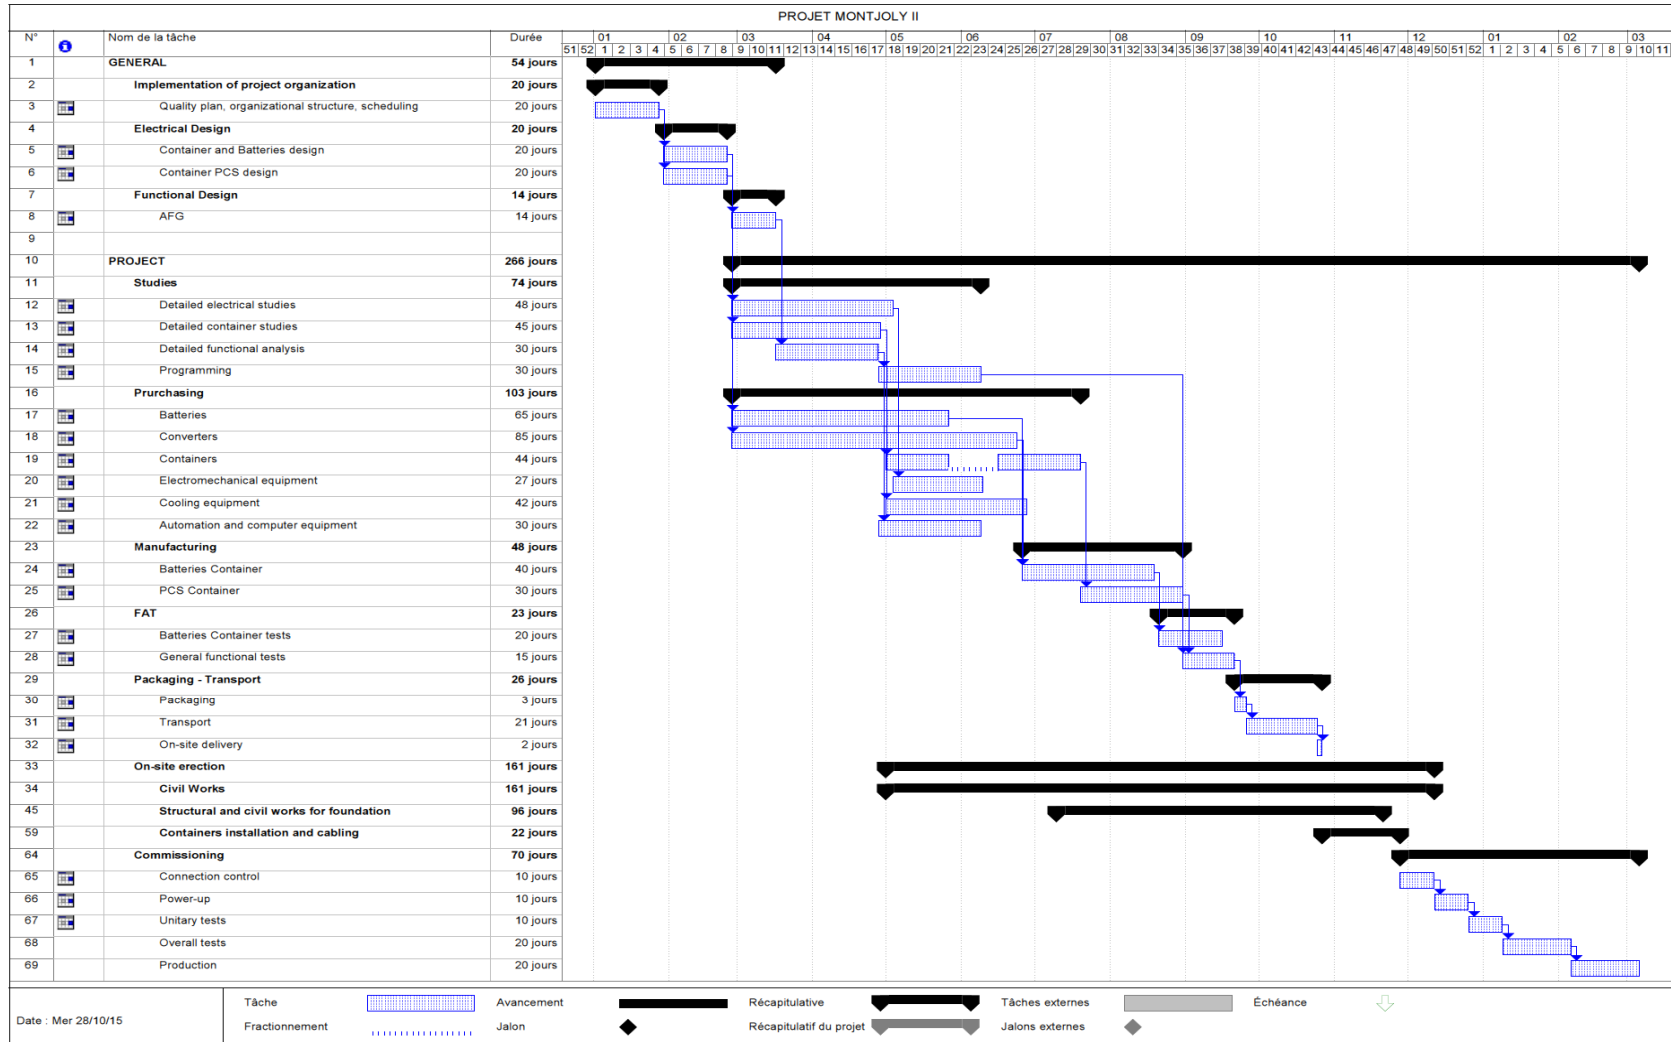 PROJET MONTJOLY II
N° Nom de la tâche Durée 01 02 03 04 05 06 07 08 09 10 11 12 01 02 03
51 52 1 2 3 4 5 6 7 8 9 10 11 12 13 14 15 16 17 18 19 20 21 22 23 24 25 26 27 28 29 30 31 32 33 34 35 36 37 38 39 40 41 42 43 44 45 46 47 48 49 50 51 52 1 2 3 4 5 6 7 8 9 10 11
1 GENERAL 54 jours
2 Implementation of project organization 20 jours
3 Quality plan, organizational structure, scheduling 20 jours
4 Electrical Design 20 jours
5 Container and Batteries design 20 jours
6 Container PCS design 20 jours
7 Functional Design 14 jours
8 AFG 14 jours
9
10 PROJECT 266 jours
11 Studies 74 jours
12 Detailed electrical studies 48 jours
13 Detailed container studies 45 jours
14 Detailed functional analysis 30 jours
15 Programming 30 jours
16 Prurchasing 103 jours
17 Batteries 65 jours
18 Converters 85 jours
19 Containers 44 jours
20 Electromechanical equipment 27 jours
21 Cooling equipment 42 jours
22 Automation and computer equipment 30 jours
23 Manufacturing 48 jours
24 Batteries Container 40 jours
25 PCS Container 30 jours
26 FAT 23 jours
27 Batteries Container tests 20 jours
28 General functional tests 15 jours
29 Packaging - Transport 26 jours
30 Packaging 3 jours
31 Transport 21 jours
32 On-site delivery 2 jours
33 On-site erection 161 jours
34 Civil Works 161 jours
45 Structural and civil works for foundation 96 jours
59 Containers installation and cabling 22 jours
64 Commissioning 70 jours
65 Connection control 10 jours
66 Power-up 10 jours
67 Unitary tests 10 jours
68 Overall tests 20 jours
69 Production 20 jours
Date : Mer 28/10/15
Tâche Avancement Récapitulative Tâches externes Échéance
Fractionnement Jalon Récapitulatif du projet Jalons externes